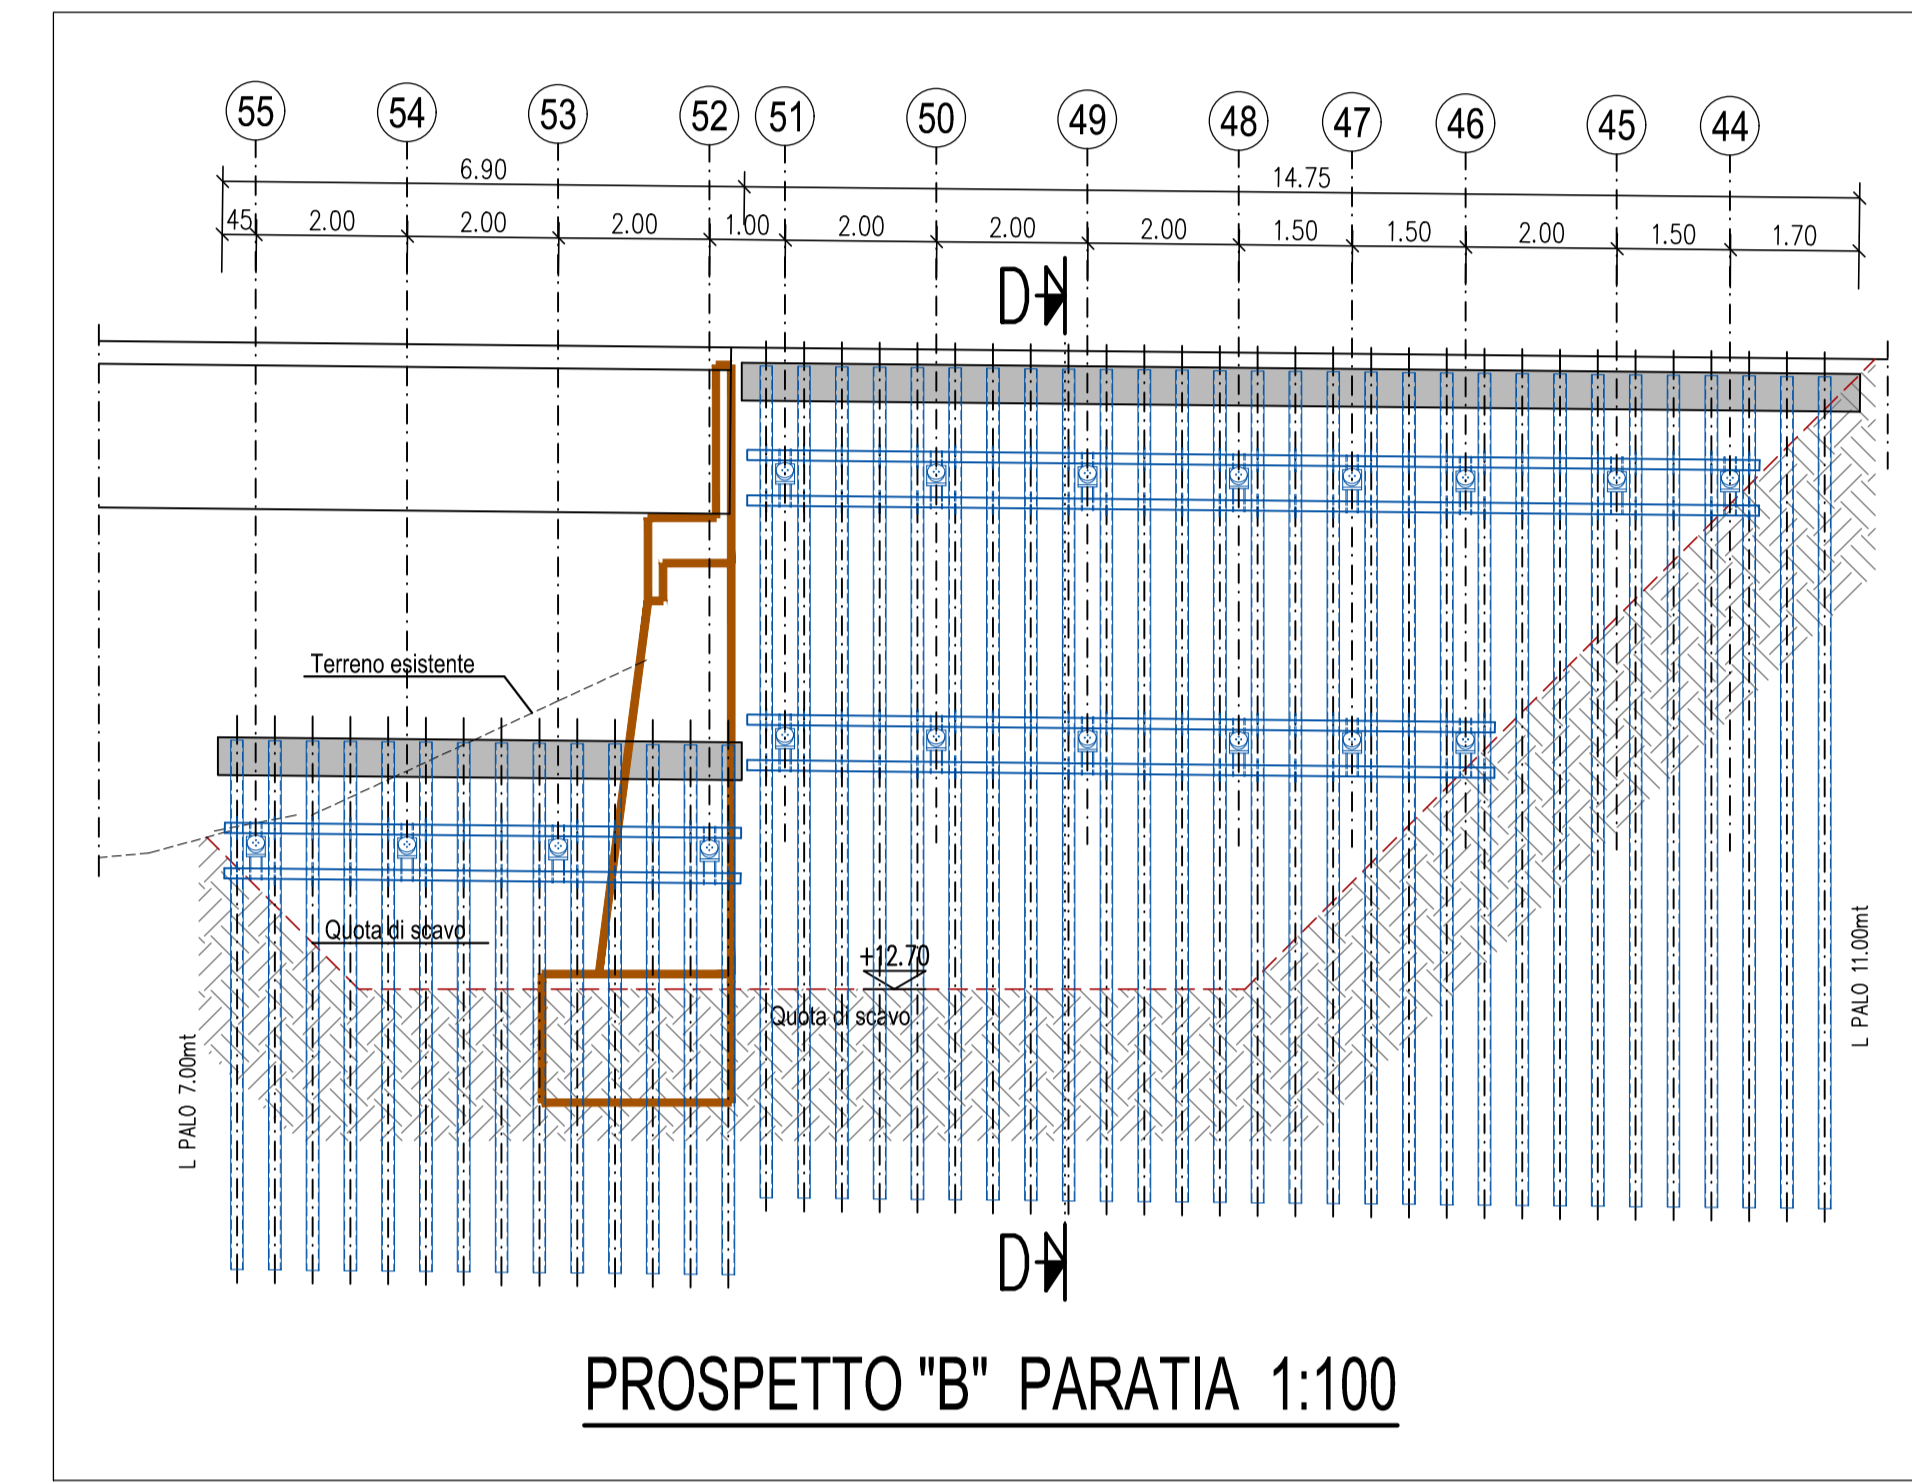 55 54 53 52 51 50 49 48 47 46 45 44
6.90 14.75
45 2.00 2.00 2.00 1.00 2.00 2.00 2.00 1.50 1.50 2.00 1.50 1.70
D
Terreno esistente
Quota di scavo
+12.70
Quota di scavo
L PALO 7.00mt
L PALO 11.00mt
D
PROSPETTO "B" PARATIA 1:100